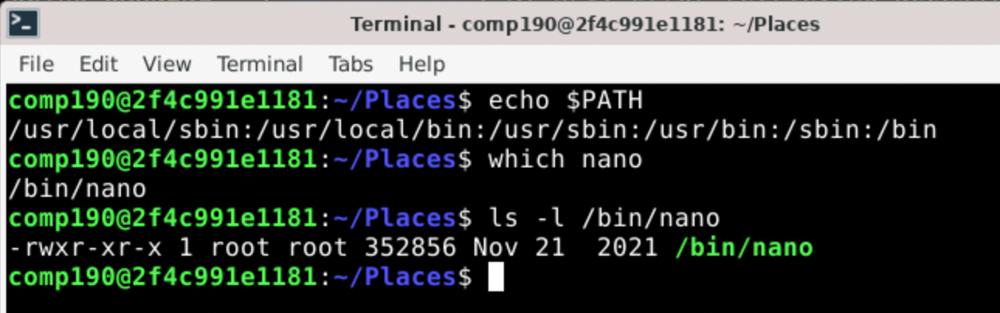 Terminal - comp190@2f4c991e1181: ~/Places
File Edit View Terminal Tabs Help
comp190@2f4c991e1181:~/Places$ echo $PATH
/usr/local/sbin:/usr/local/bin:/usr/sbin:/usr/bin:/sbin:/bin
comp190@2f4c991e1181:~/Places$ which nano
/bin/nano
comp190@2f4c991e1181:~/Places$ ls -l /bin/nano
-rwxr-xr-x 1 root root 352856 Nov 21  2021 /bin/nano
comp190@2f4c991e1181:~/Places$